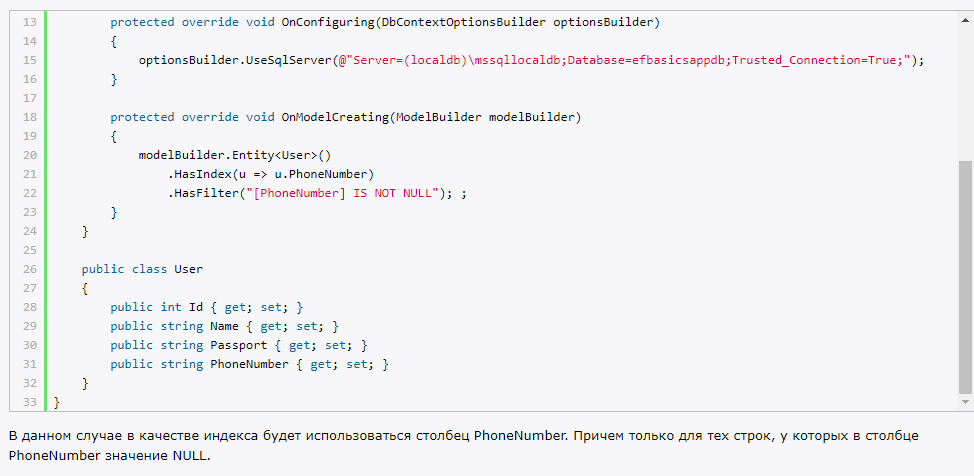 13 protected override void OnConfiguring(DbContextOptionsBuilder optionsBuilder)
14 {
15 optionsBuilder.UseSqlServer(@"Server=(localdb)\mssqllocaldb;Database=efbasicsappdb;Trusted_Connection=True;");
16 }
17
18 protected override void OnModelCreating(ModelBuilder modelBuilder)
19 {
20 modelBuilder.Entity<User>()
21 .HasIndex(u => u.PhoneNumber)
22 .HasFilter("[PhoneNumber] IS NOT NULL"); ;
23 }
24 }
25
26 public class User
27 {
28 public int Id { get; set; }
29 public string Name { get; set; }
30 public string Passport { get; set; }
31 public string PhoneNumber { get; set; }
32 }
33 }
В данном случае в качестве индекса будет использоваться столбец PhoneNumber. Причем только для тех строк, у которых в столбце
PhoneNumber значение NULL.